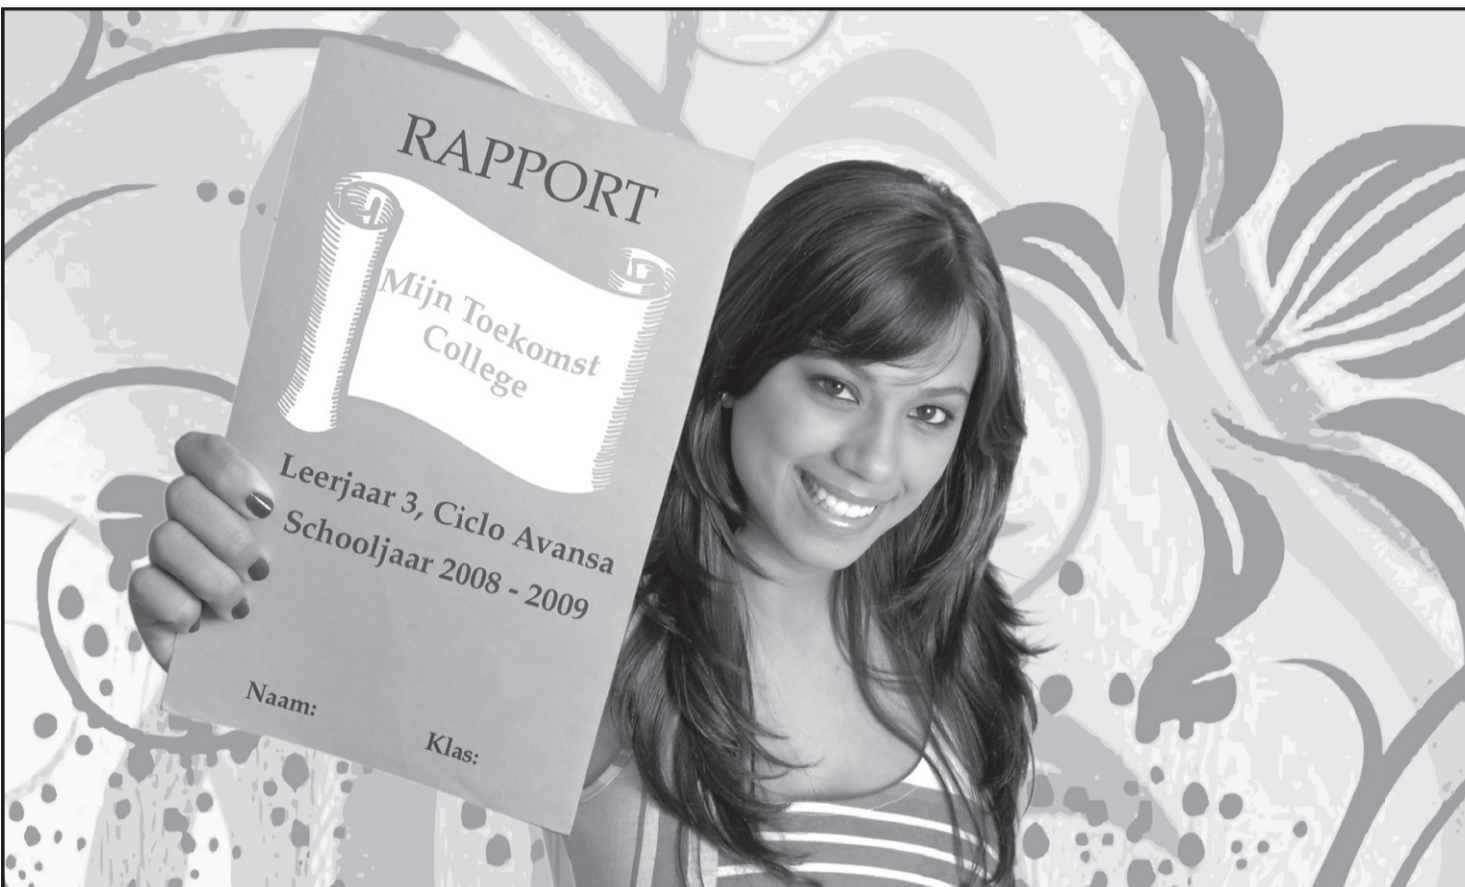 RAPPORT
Mijn Toekomst
College
Leerjaar 3, Ciclo Avansa
Schooljaar 2008 - 2009
Naam:
Klas: